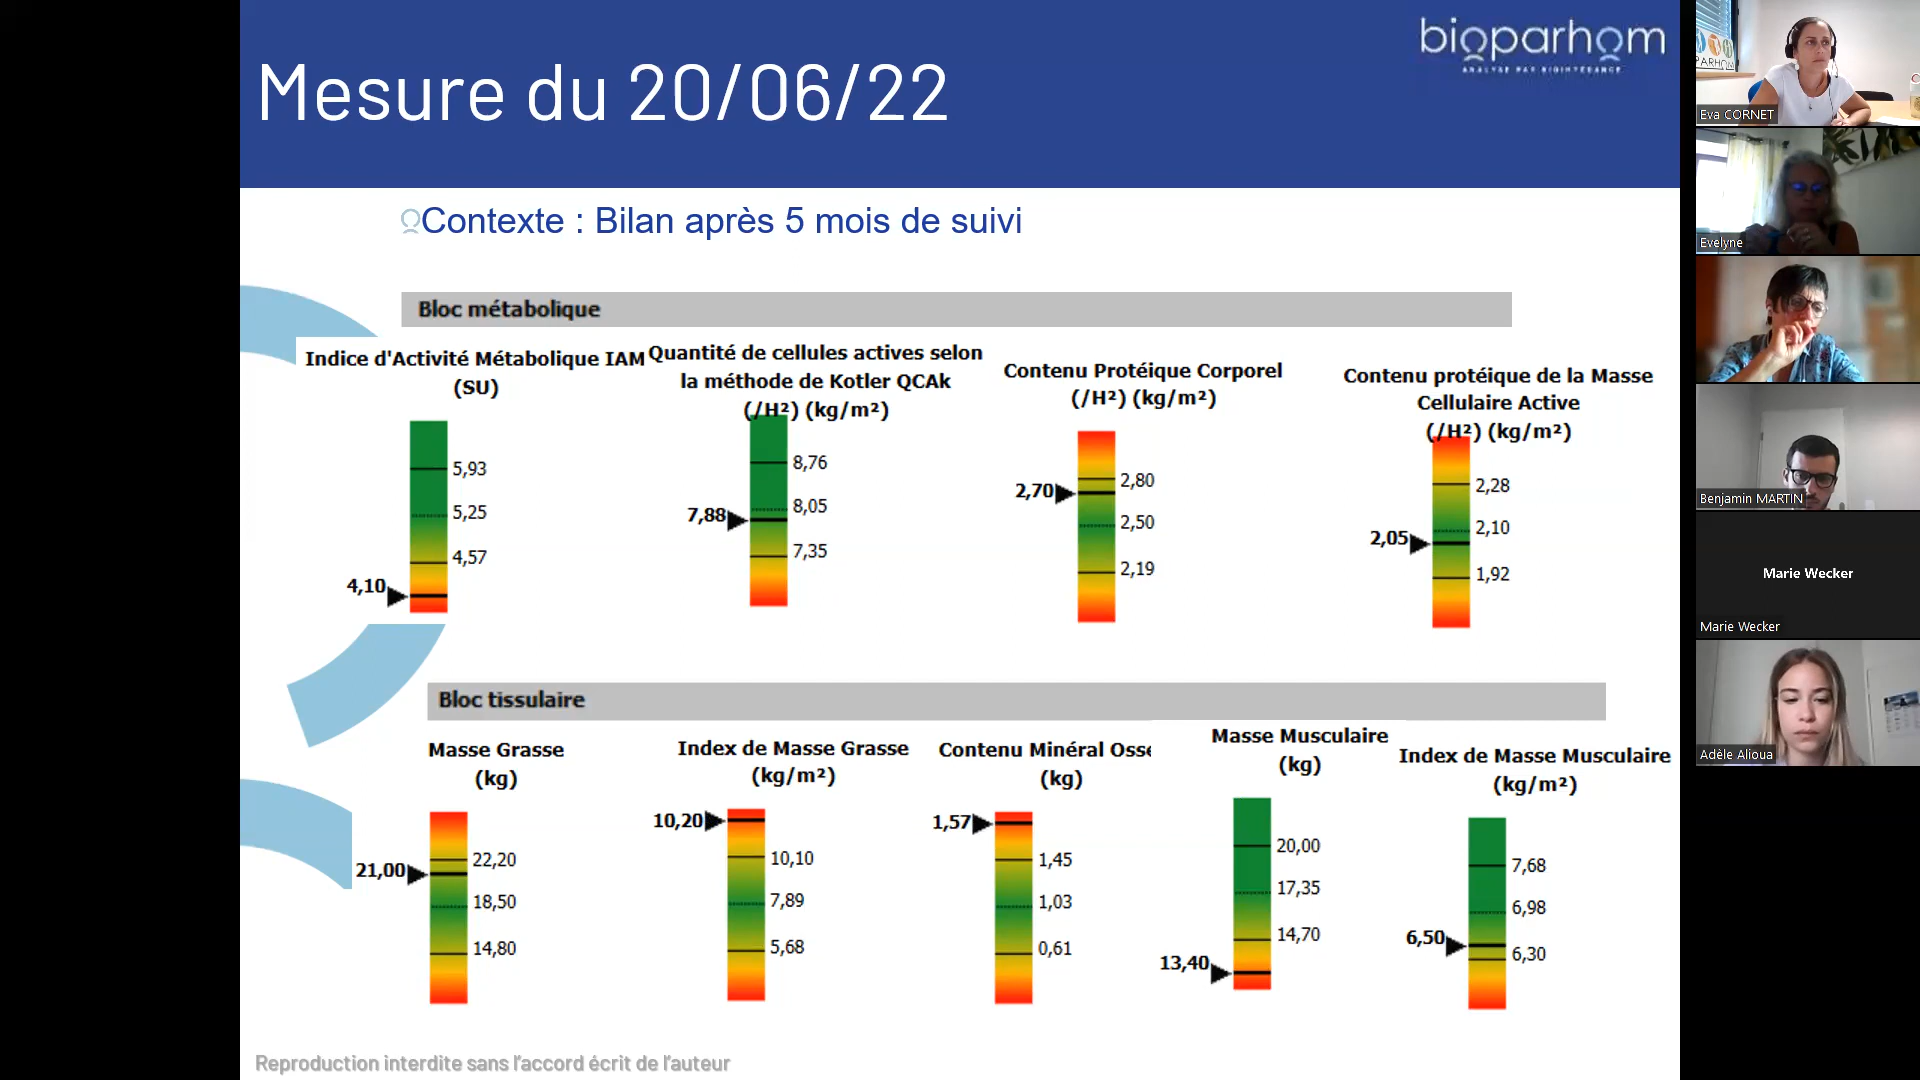 bioparhom
ANALYSE PAR BIOIMPÉDANCE
Mesure du 20/06/22
Contexte : Bilan après 5 mois de suivi
Bloc métabolique
Indice d'Activité Métabolique IAM
(SU)
5,93
5,25
4,57
4,10
Quantité de cellules actives selon
la méthode de Kotler QCAk
(/H²) (kg/m²)
8,76
8,05
7,88
7,35
Contenu Protéique Corporel
(/H²) (kg/m²)
2,80
2,70
2,50
2,19
Contenu protéique de la Masse
Cellulaire Active
(/H²) (kg/m²)
2,28
2,10
2,05
1,92
Bloc tissulaire
Masse Grasse
(kg)
22,20
21,00
18,50
14,80
Index de Masse Grasse
(kg/m²)
10,20
10,10
7,89
5,68
Contenu Minéral Osse
(kg)
1,57
1,45
1,03
0,61
Masse Musculaire
(kg)
20,00
17,35
14,70
13,40
Index de Masse Musculaire
(kg/m²)
7,68
6,98
6,50
6,30
Reproduction interdite sans l'accord écrit de l'auteur
PARHOM
Eva CORNET
Evelyne
Benjamin MARTIN
Marie Wecker
Marie Wecker
Adèle Alioua